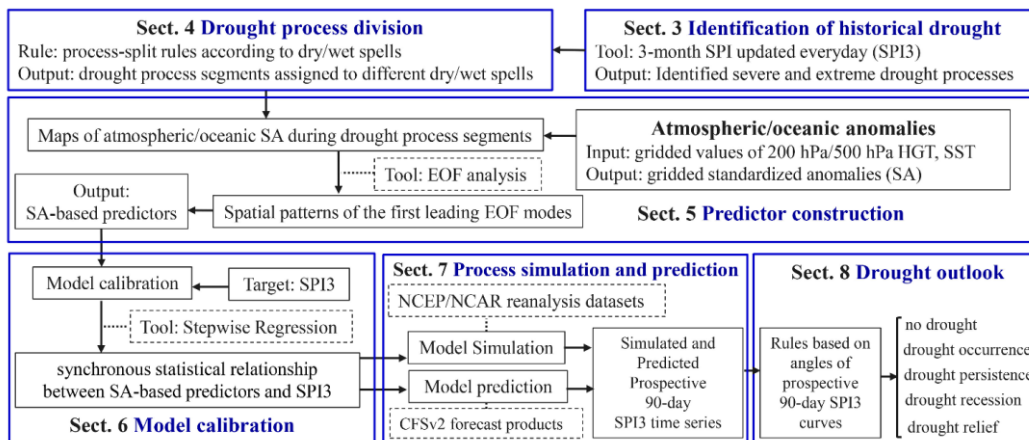 Sect. 4 Drought process division
Rule: process-split rules according to dry/wet spells
Output: drought process segments assigned to different dry/wet spells
Sect. 3 Identification of historical drought
Tool: 3-month SPI updated everyday (SPI3)
Output: Identified severe and extreme drought processes
Maps of atmospheric/oceanic SA during drought process segments
Atmospheric/oceanic anomalies
Input: gridded values of 200 hPa/500 hPa HGT, SST
Output: gridded standardized anomalies (SA)
Tool: EOF analysis
Output:
SA-based predictors
Spatial patterns of the first leading EOF modes
Sect. 5 Predictor construction
Model calibration
Target: SPI3
Tool: Stepwise Regression
synchronous statistical relationship
between SA-based predictors and SPI3
Sect. 6 Model calibration
Sect. 7 Process simulation and prediction
NCEP/NCAR reanalysis datasets
Model Simulation
Model prediction
CFSv2 forecast products
Simulated and
Predicted
Prospective
90-day
SPI3 time series
Sect. 8 Drought outlook
Rules based on
angles of
prospective
90-day SPI3
curves
no drought
drought occurrence
drought persistence
drought recession
drought relief